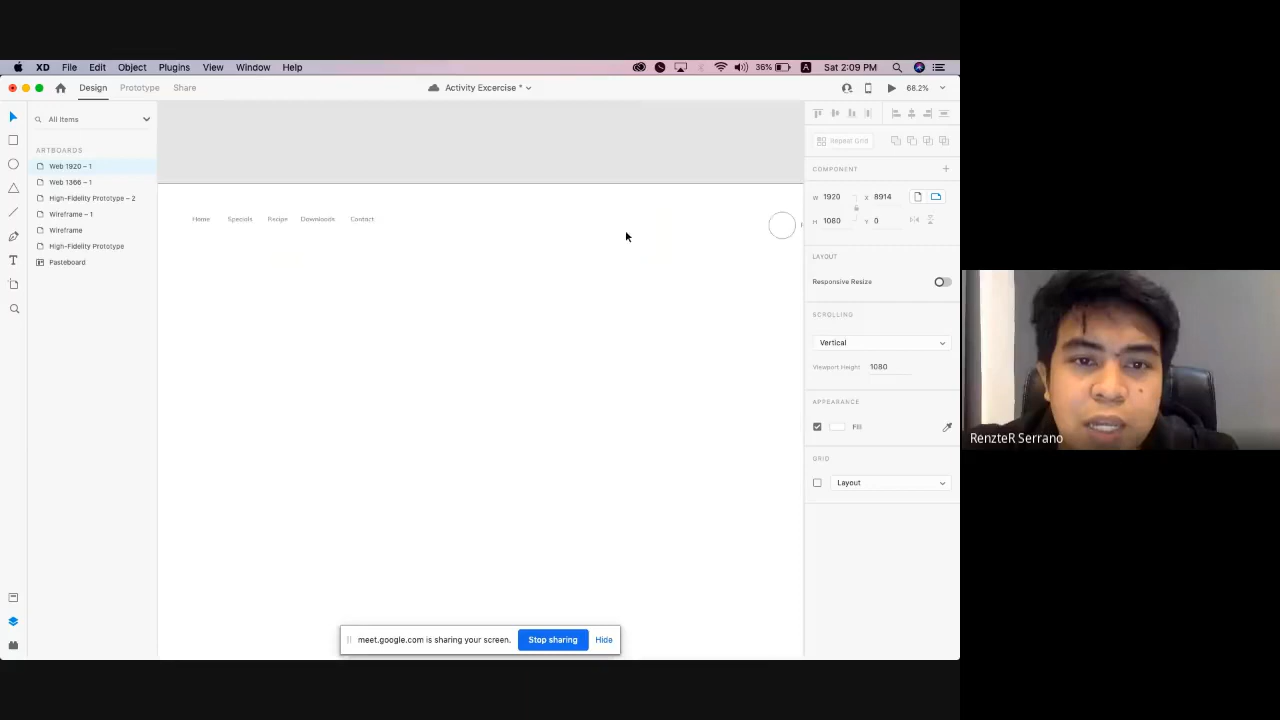 XD File Edit Object Plugins View Window Help 36% A Sat 2:09 PM
Design Prototype Share Activity Excercise * 68.2%
All Items
ARTBOARDS
Web 1920 – 1
Web 1366 – 1
High-Fidelity Prototype – 2
Wireframe – 1
Wireframe
High-Fidelity Prototype
Pasteboard
Home Specials Recipe Downloads Contact
Repeat Grid
COMPONENT
W 1920 X 8914
H 1080 Y 0
LAYOUT
Responsive Resize
SCROLLING
Vertical
Viewport Height 1080
APPEARANCE
Fill
GRID
Layout
meet.google.com is sharing your screen. Stop sharing Hide
RenzteR Serrano